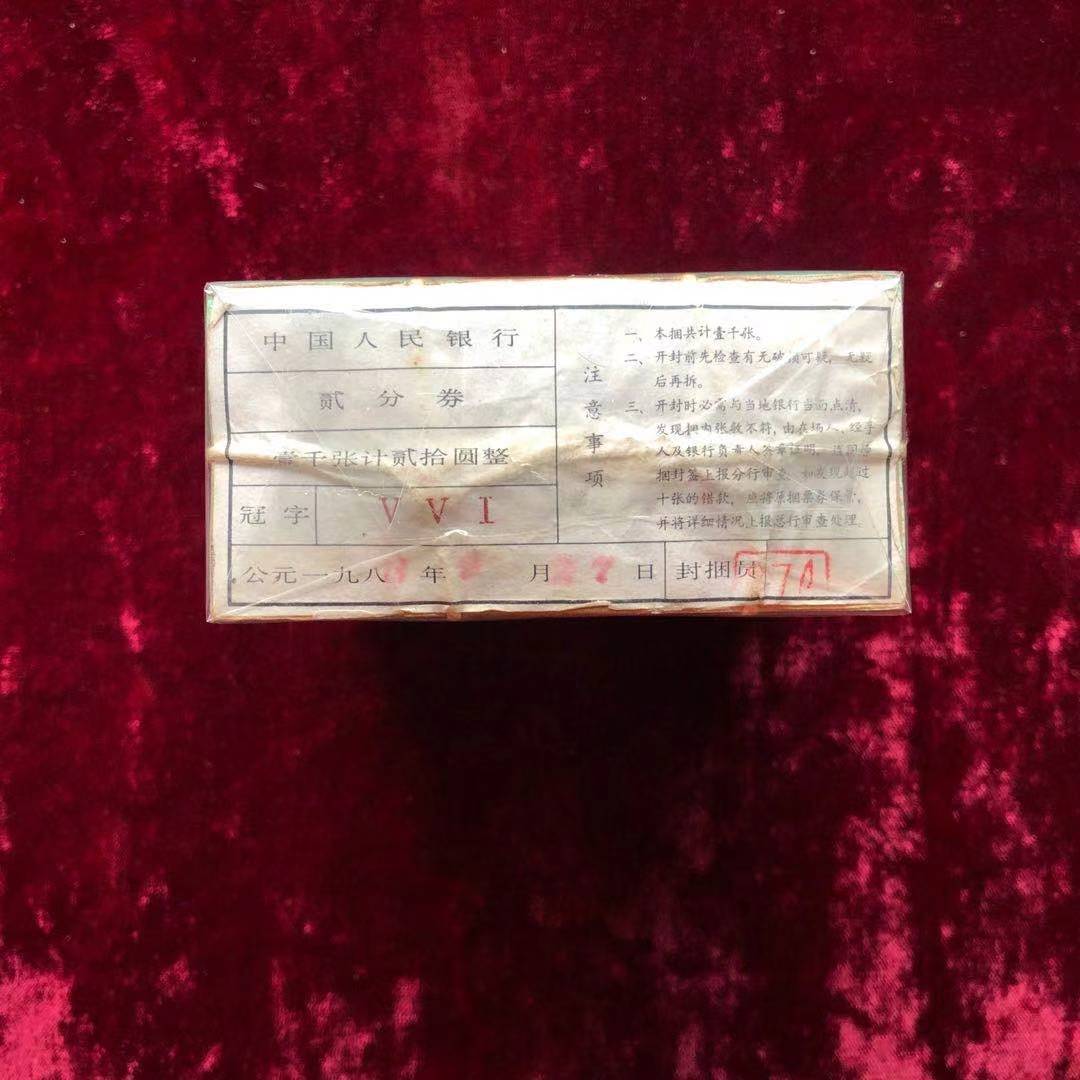 中国人民银行
贰分券
壹千张计贰拾圆整
冠字 VVI
公元一九八 年 月 27 日
封捆员 74
注意事项
一、本捆共计壹千张。
二、开封前先检查有无破损可疑，无疑
后再拆。
三、开封时必需与当地银行当面点清，
发现捆内张数不符，由在场人、经手
人及银行负责人签章证明，连同原
捆封签上报分行审查。如发现超过
十张的错款，应将原捆票券保管，
并将详细情况上报总行审查处理。